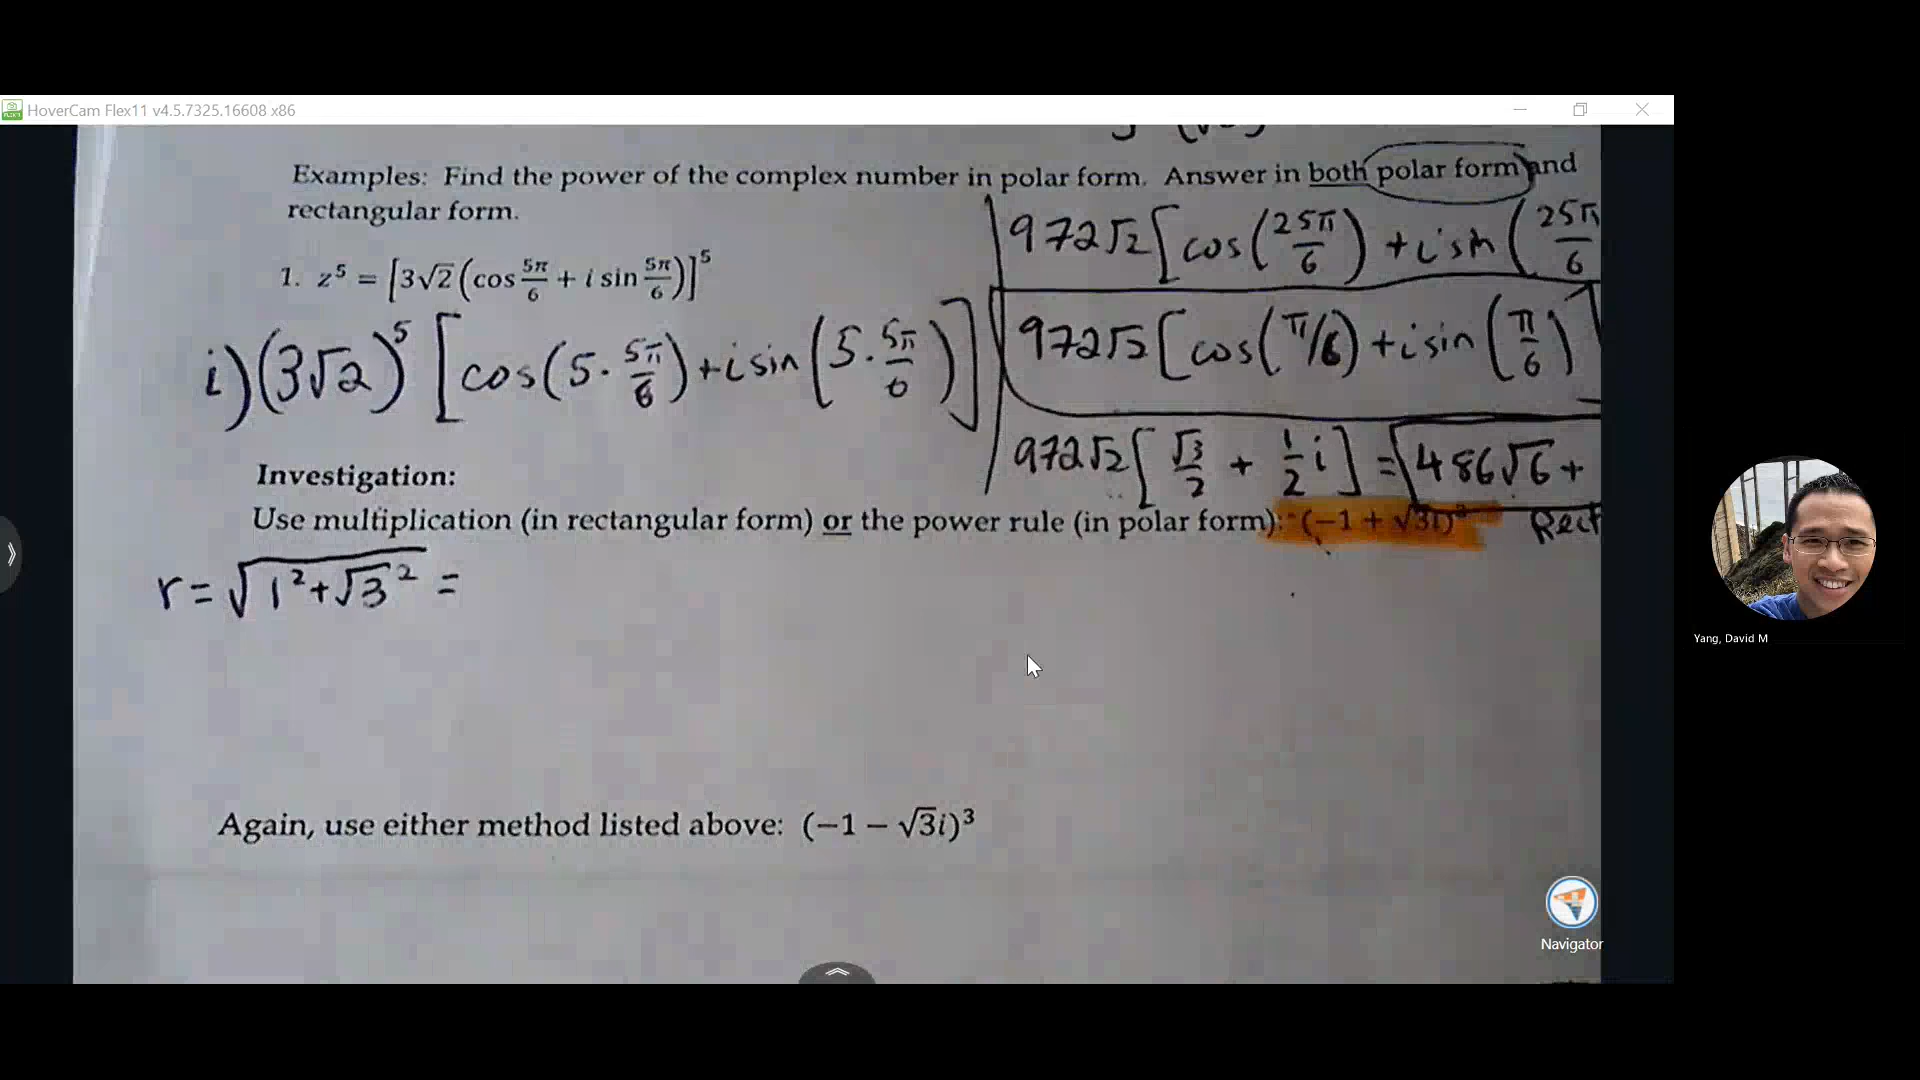 HoverCam Flex11 v4.5.7325.16608 x86
Examples: Find the power of the complex number in polar form. Answer in both polar form and
rectangular form.
1. z⁵ = [3√2(cos 5π/6 + i sin 5π/6)]⁵
i) (3√2)⁵ [cos(5·5π/6) + i sin(5·5π/6)]
972√2 [cos(25π/6) + i sin(25π/6
972√2 [cos(π/6) + i sin(π/6)
972√2 [√3/2 + 1/2 i] = 486√6 +
Investigation:
Use multiplication (in rectangular form) or the power rule (in polar form): (−1 + √3i)
Rect
r = √(1² + √3²) =
Again, use either method listed above: (−1 − √3i)³
Navigator
Yang, David M